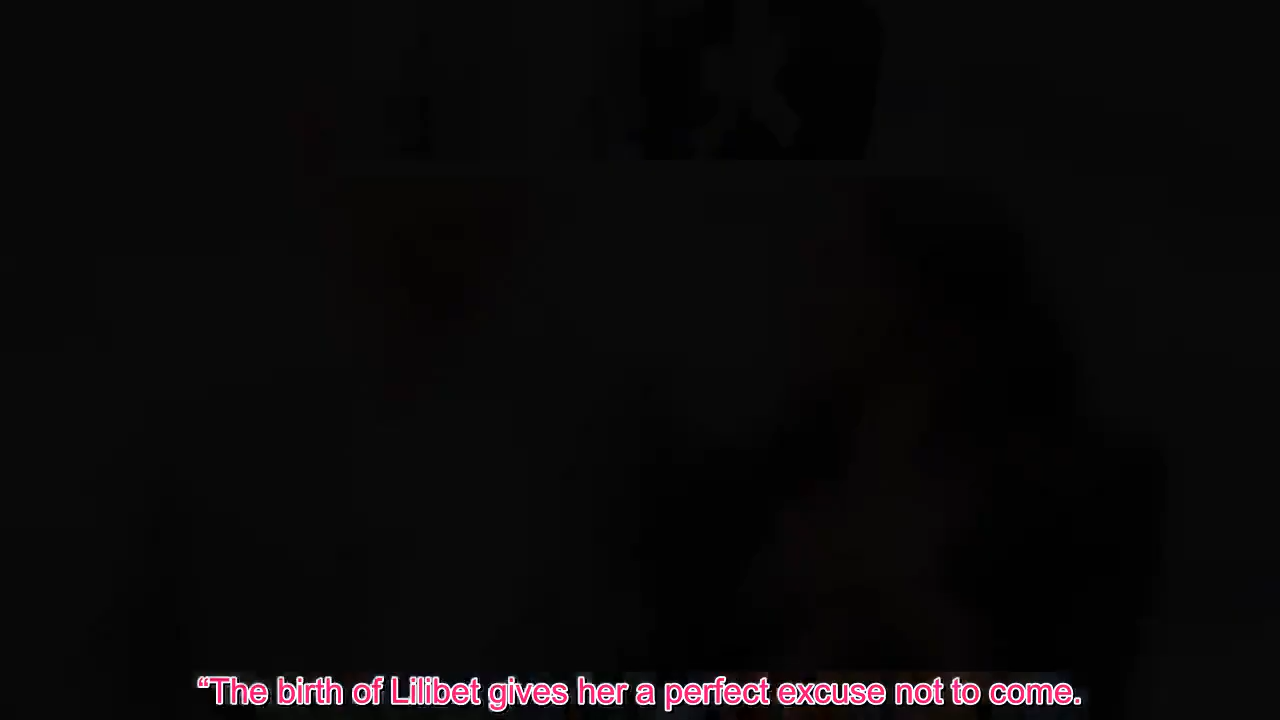 “The birth of Lilibet gives her a perfect excuse not to come.